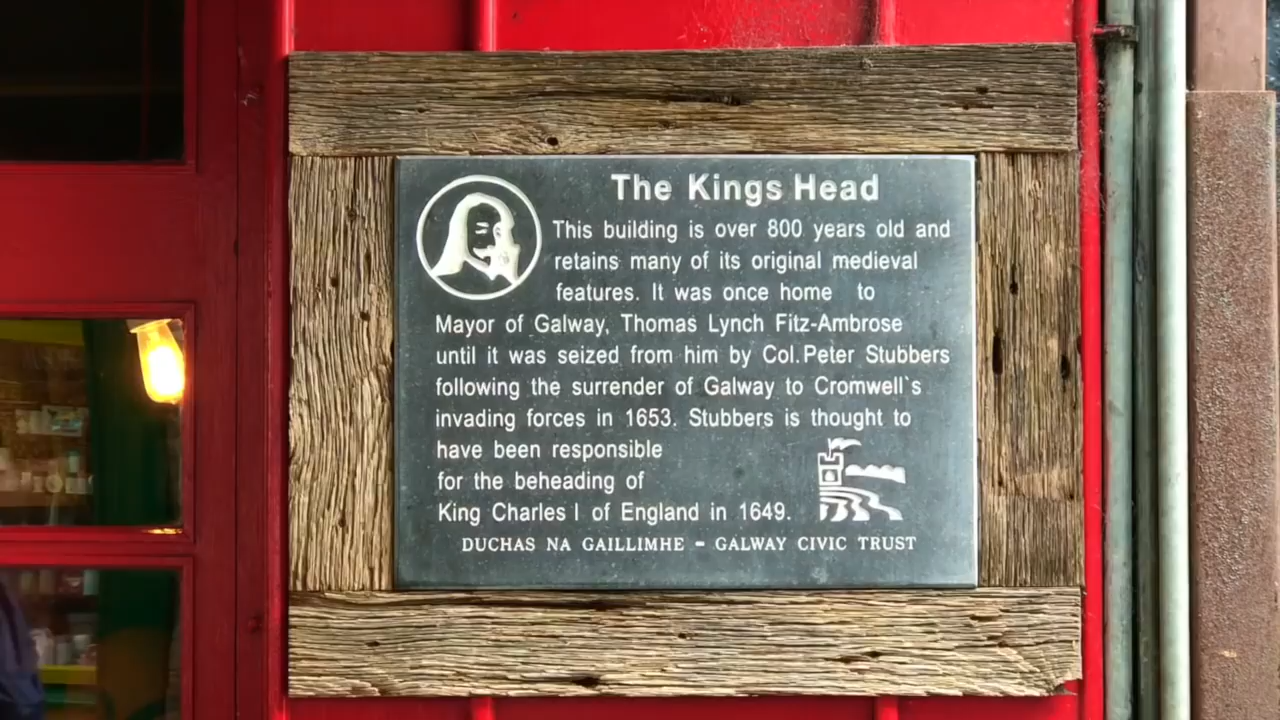 The Kings Head
This building is over 800 years old and
retains many of its original medieval
features. It was once home to
Mayor of Galway, Thomas Lynch Fitz-Ambrose
until it was seized from him by Col.Peter Stubbers
following the surrender of Galway to Cromwell`s
invading forces in 1653. Stubbers is thought to
have been responsible
for the beheading of
King Charles I of England in 1649.
DUCHAS NA GAILLIMHE - GALWAY CIVIC TRUST